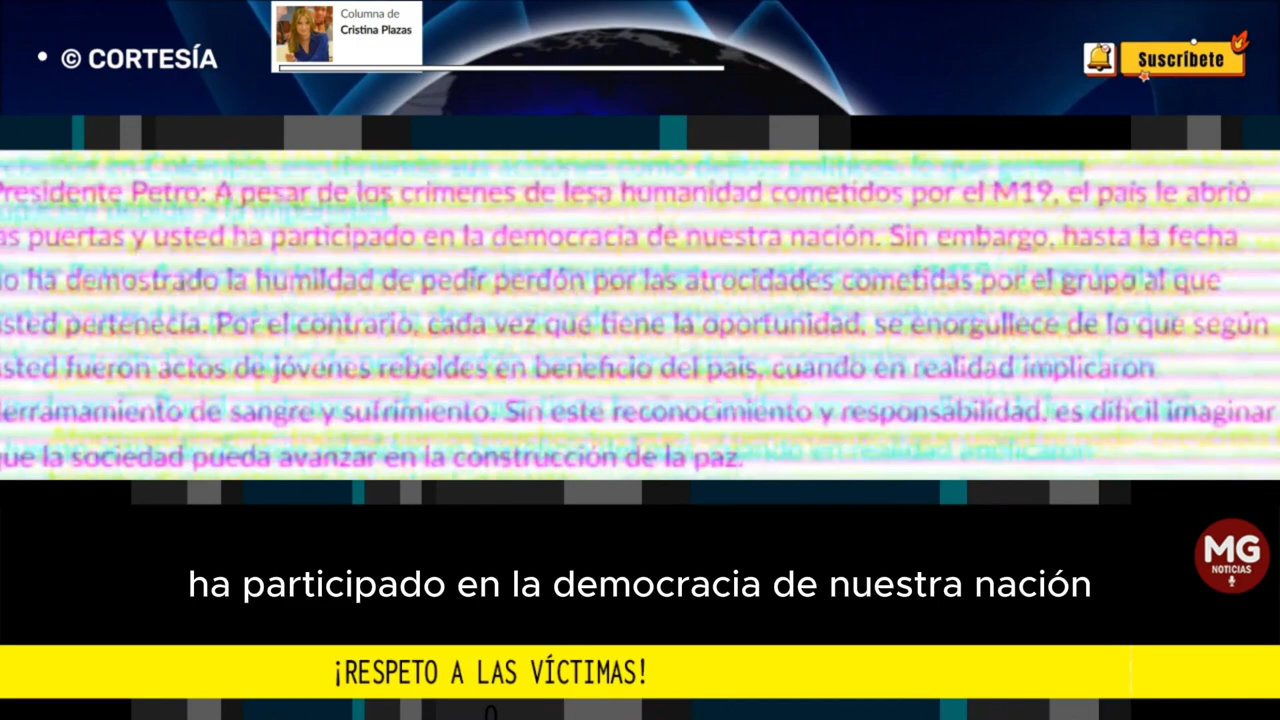 Columna de
Cristina Plazas
• © CORTESÍA
Suscríbete
Presidente Petro: A pesar de los crímenes de lesa humanidad cometidos por el M19, el país le abrió
as puertas y usted ha participado en la democracia de nuestra nación. Sin embargo, hasta la fecha
no ha demostrado la humildad de pedir perdón por las atrocidades cometidas por el grupo al que
usted pertenecía. Por el contrario, cada vez que tiene la oportunidad, se enorgullece de lo que según
usted fueron actos de jóvenes rebeldes en beneficio del país, cuando en realidad implicaron
derramamiento de sangre y sufrimiento. Sin este reconocimiento y responsabilidad, es difícil imaginar
que la sociedad pueda avanzar en la construcción de la paz.
MG
NOTICIAS
ha participado en la democracia de nuestra nación
¡RESPETO A LAS VÍCTIMAS!